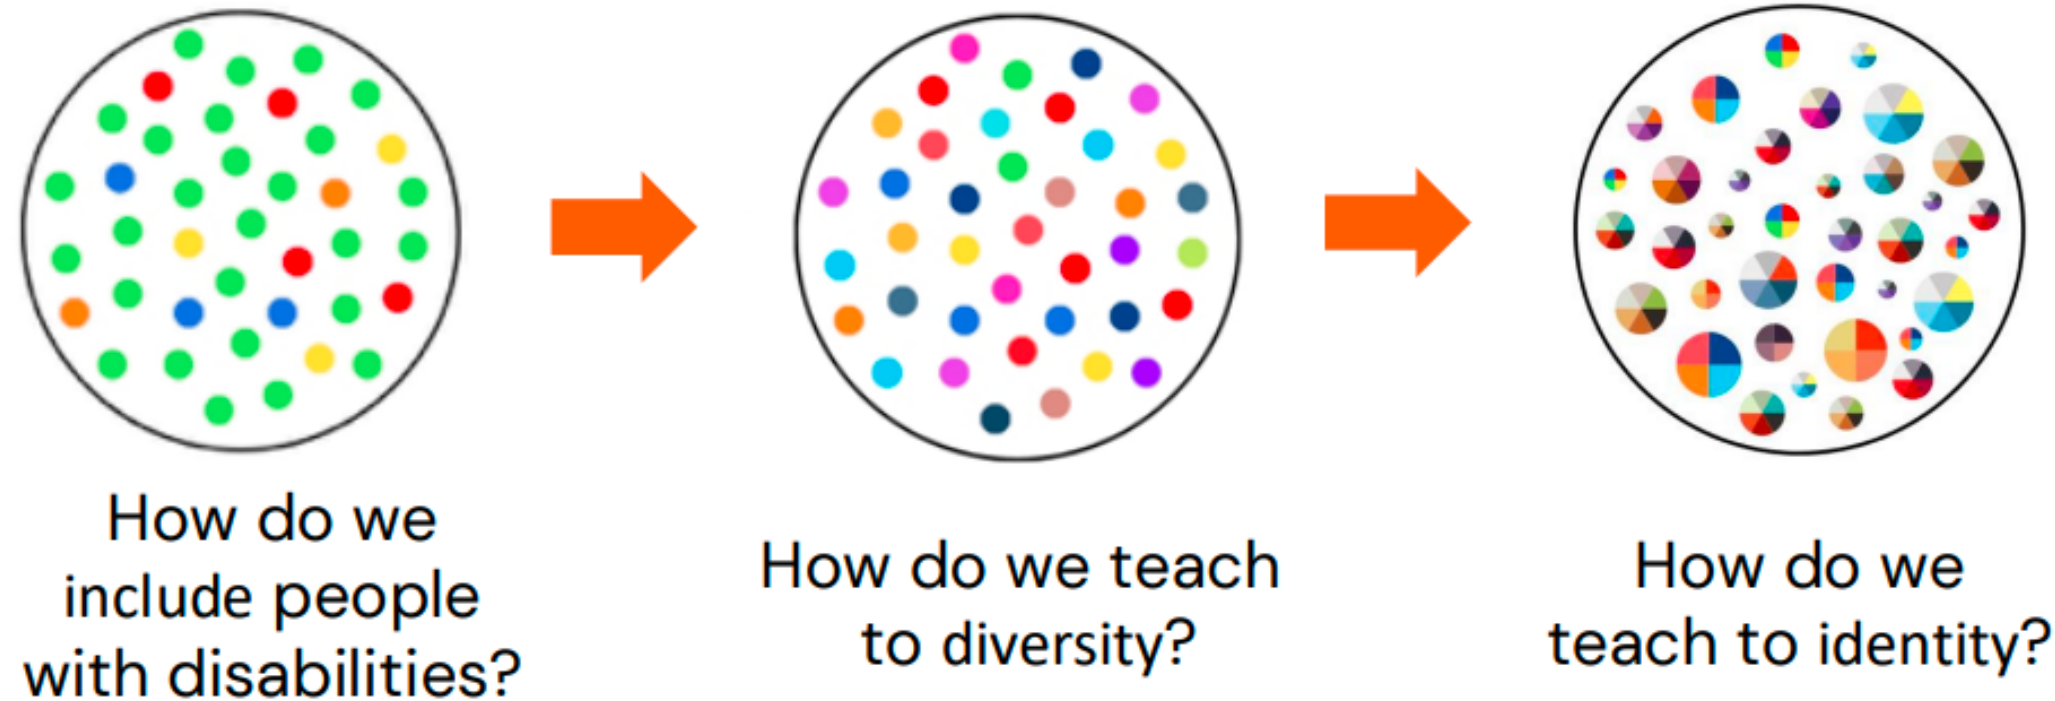 How do we
include people
with disabilities?
How do we teach
to diversity?
How do we
teach to identity?